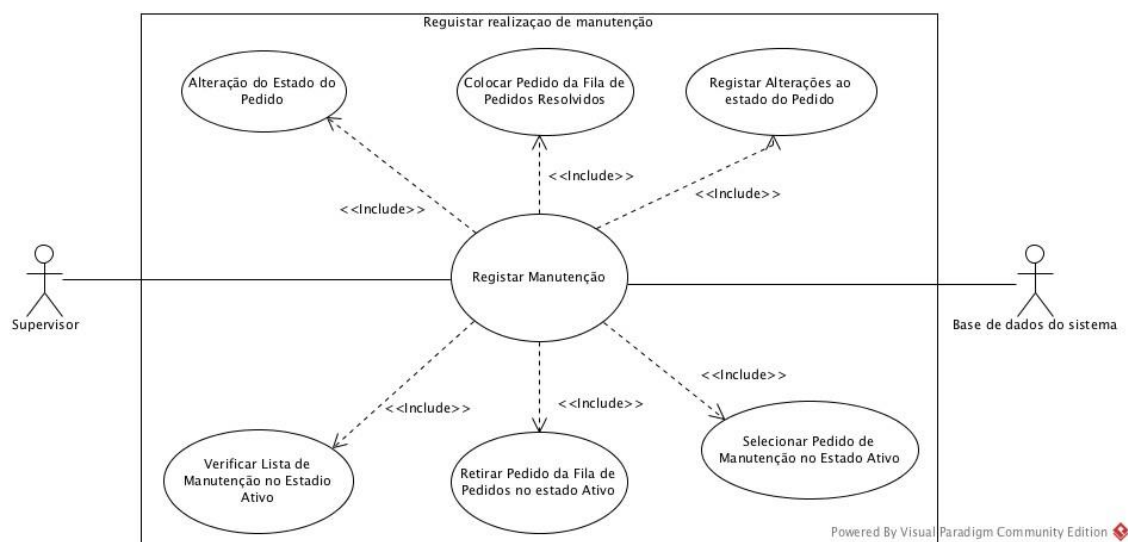 Reguistar realizaçao de manutenção
Alteração do Estado do
Pedido
Colocar Pedido da Fila de
Pedidos Resolvidos
Registar Alterações ao
estado do Pedido
<<Include>>
<<Include>>
<<Include>>
Registar Manutenção
Supervisor
Base de dados do sistema
<<Include>>
<<Include>>
<<Include>>
Verificar Lista de
Manutenção no Estadio
Ativo
Retirar Pedido da Fila de
Pedidos no estado Ativo
Selecionar Pedido de
Manutenção no Estado Ativo
Powered By Visual Paradigm Community Edition